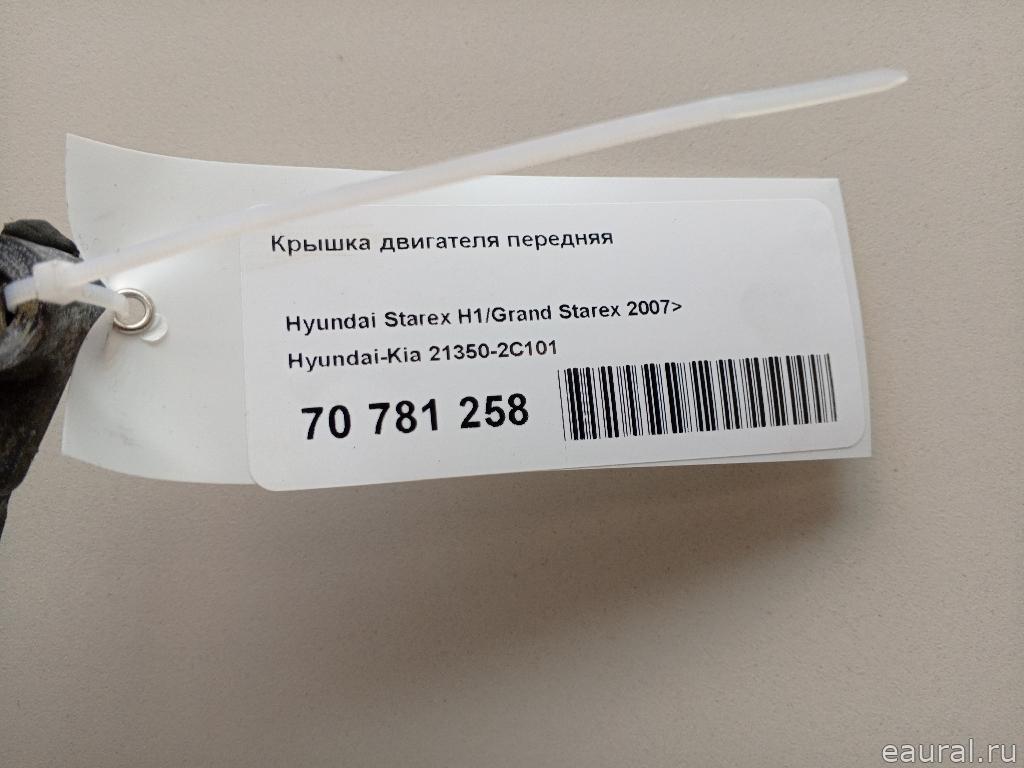 Крышка двигателя передняя
Hyundai Starex H1/Grand Starex 2007>
Hyundai-Kia 21350-2C101
70 781 258
eaural.ru